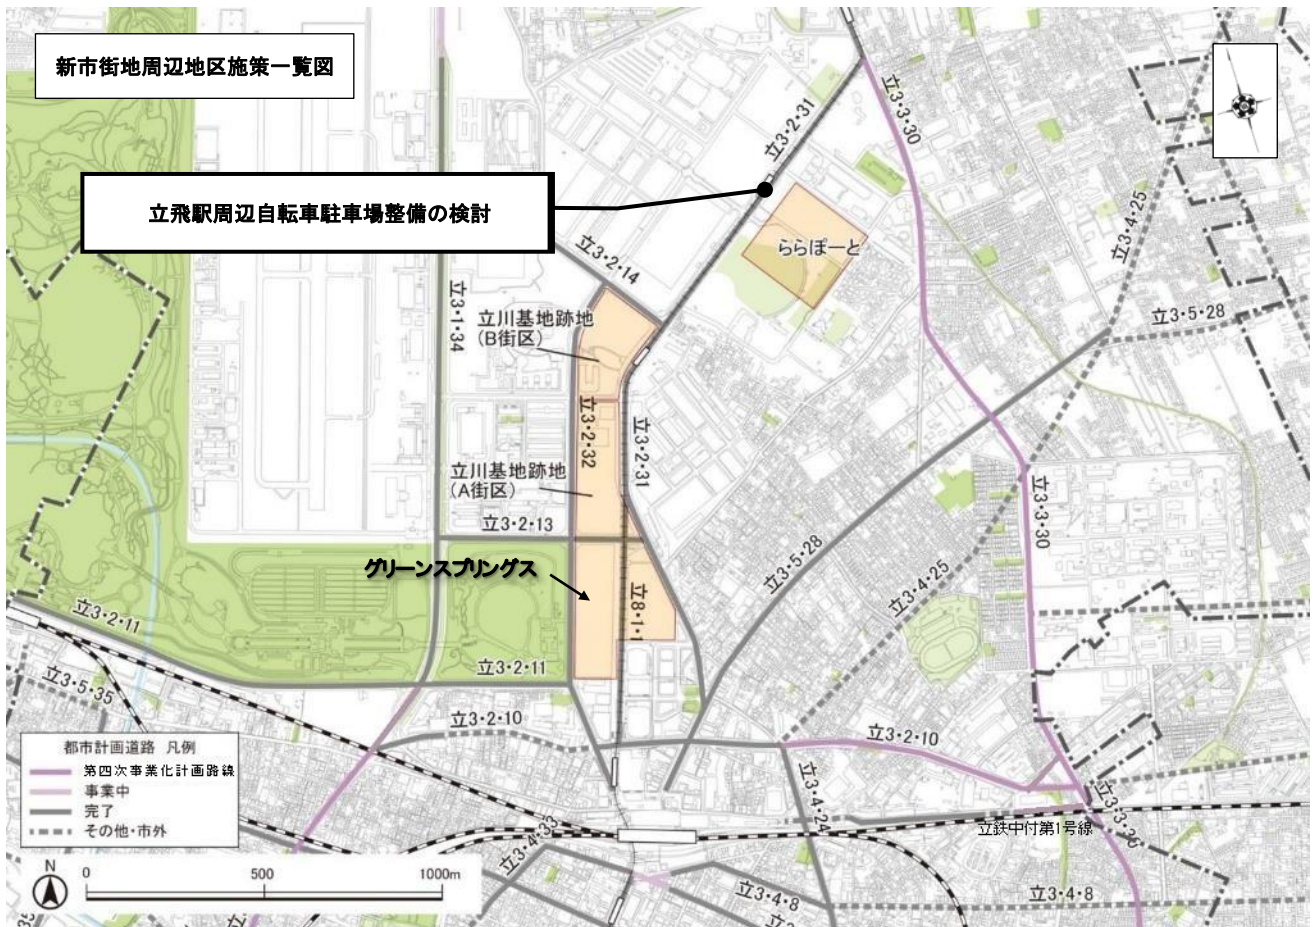 新市街地周辺地区施策一覧図
立3・2・31
立3・3・30
立飛駅周辺自転車駐車場整備の検討
立3・4・25
ららぽーと
立3・2・14
立3・1・34
立川基地跡地
(B街区)
立3・5・28
立3・2・32
立3・2・31
立川基地跡地
(A街区)
立3・2・13
立3・3・30
グリーンスプリングス
立3・5・28
立3・4・25
立8・1・1
立3・2・11
立3・2・11
立3・5・35
立3・2・10
立3・2・10
都市計画道路 凡例
第四次事業化計画路線
事業中
完了
その他・市外
立3・4・24
立3・3・30
立鉄中付第1号線
立3・4・33
N
0 500 1000m
立3・4・8
立3・4・8